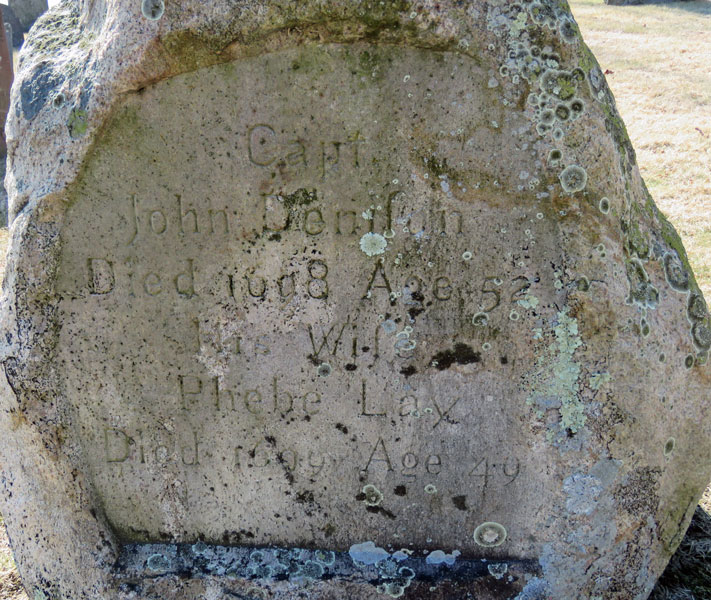 Capt.
John Denison
Died 1698 Age 52
His Wife
Phebe Lay
Died 1699 Age 49